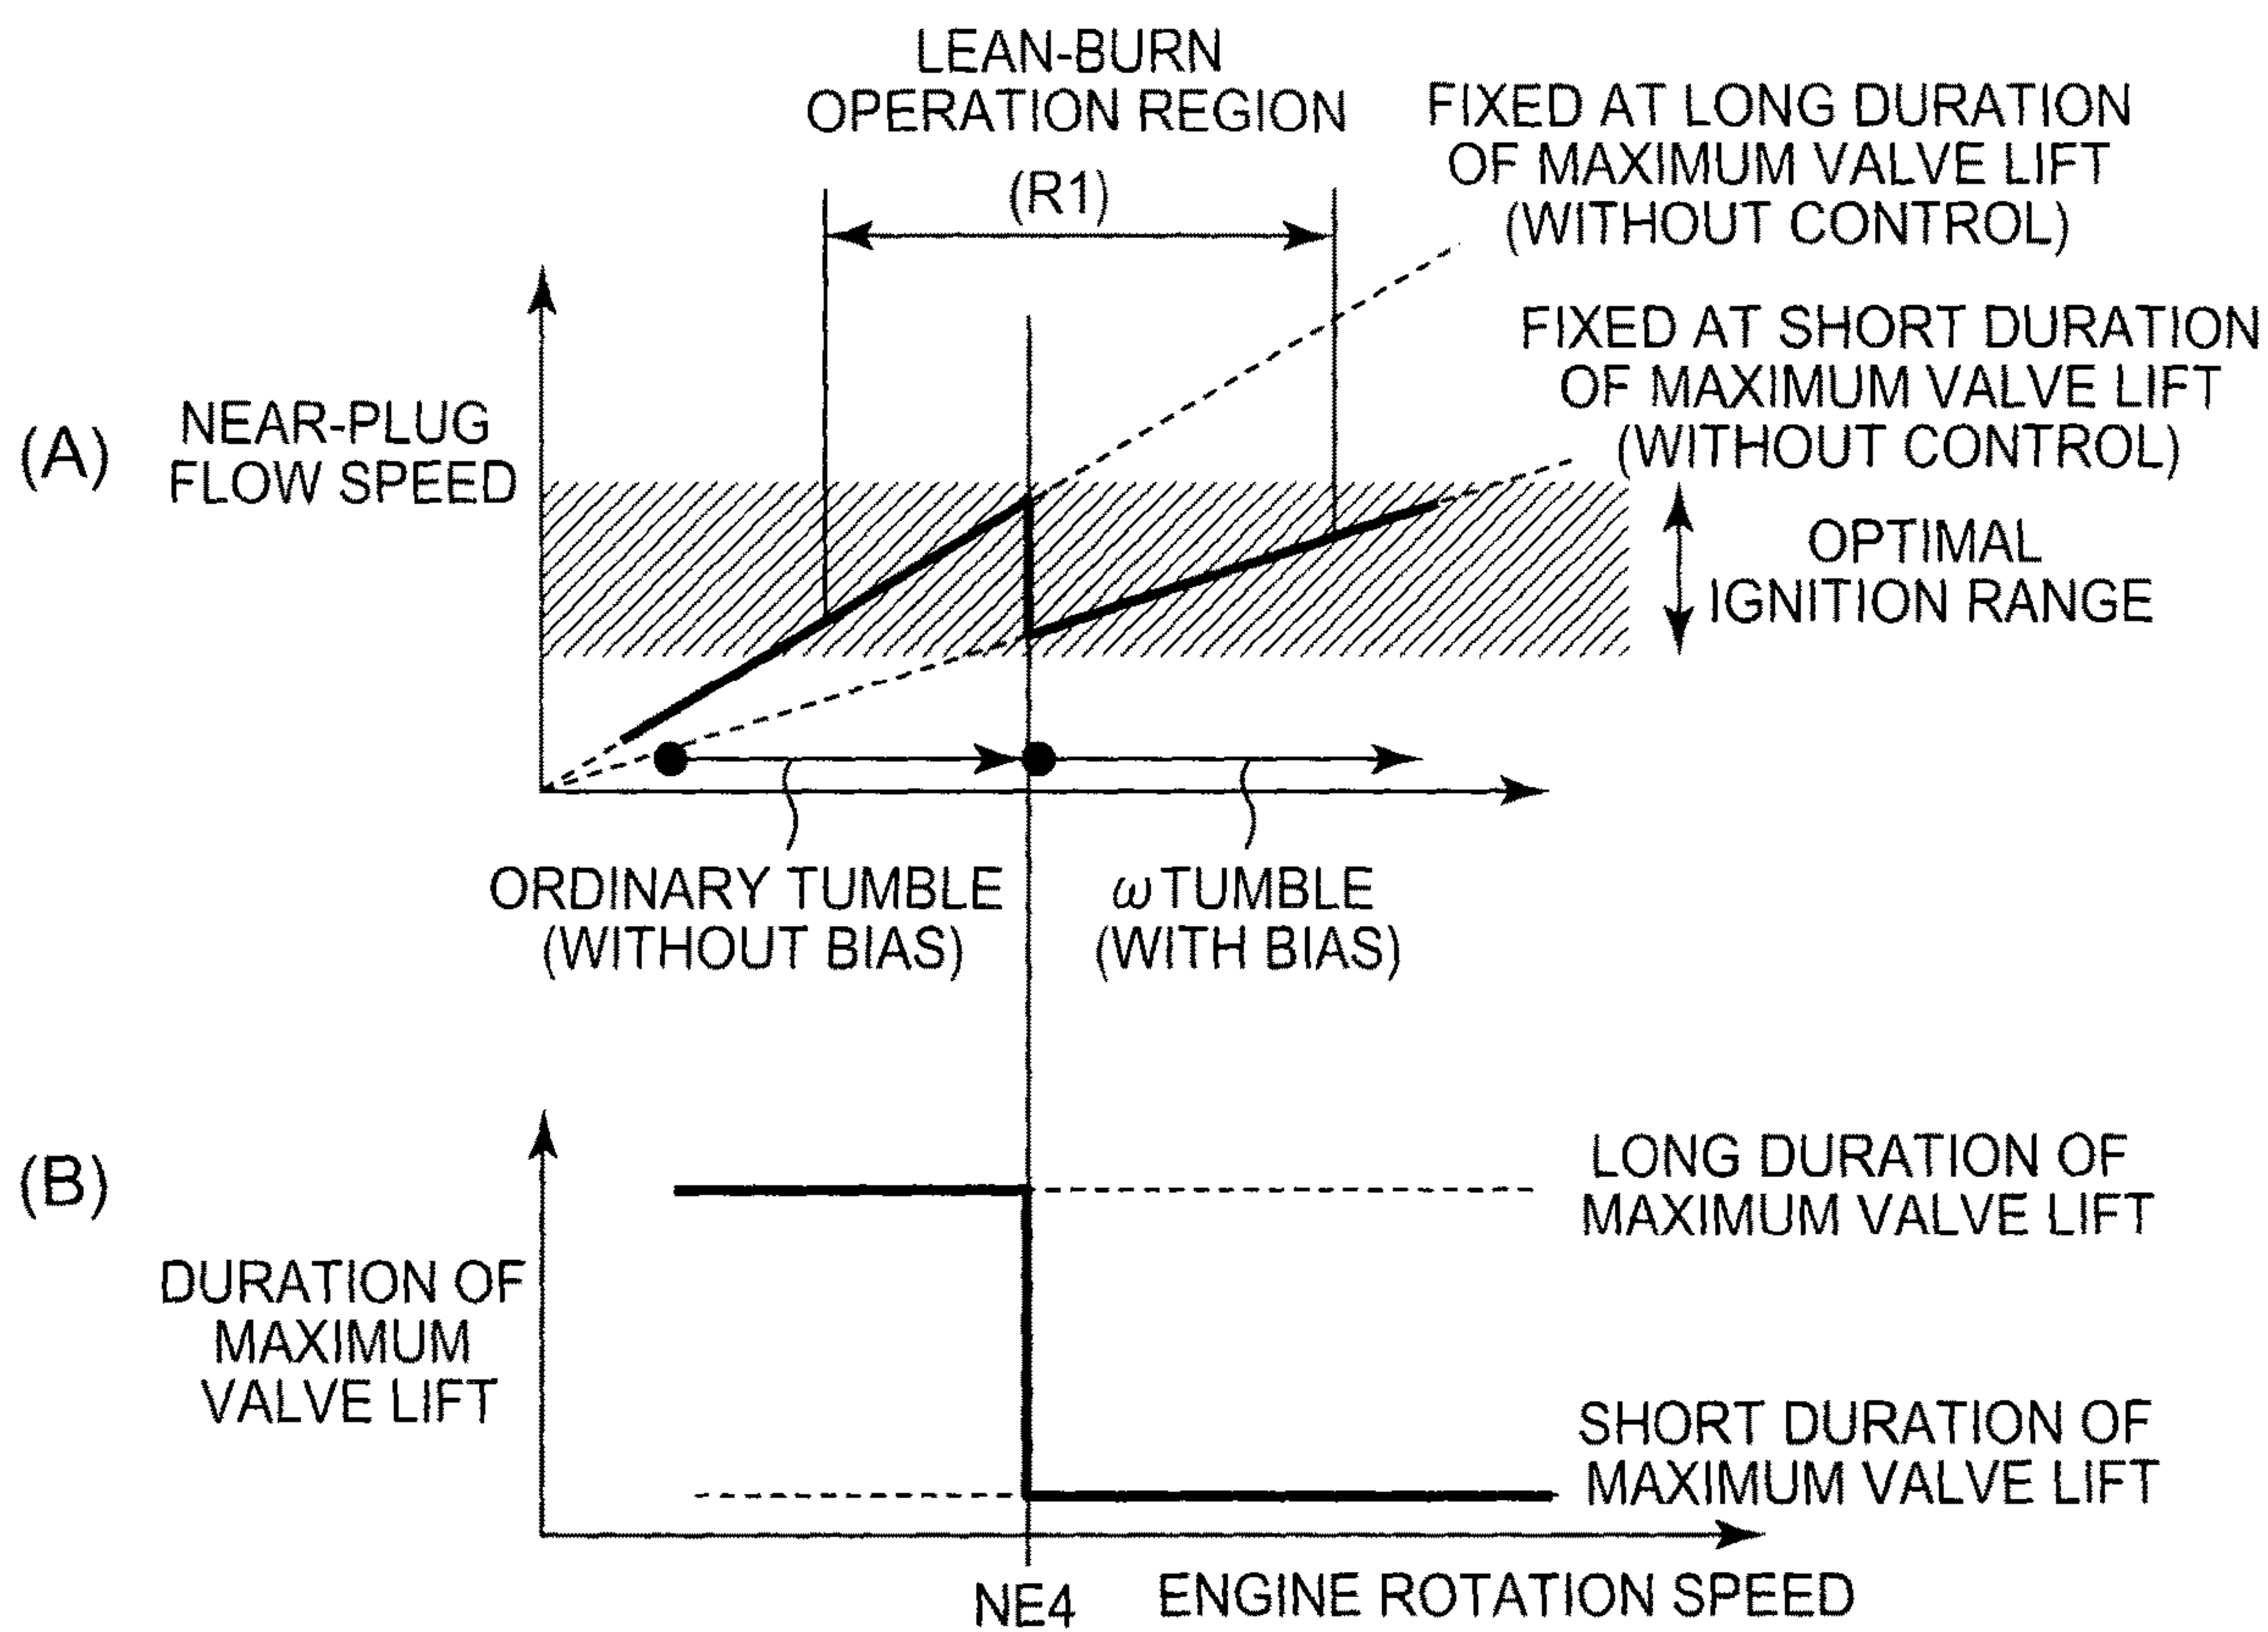 LEAN-BURN
OPERATION REGION
(R1)
FIXED AT LONG DURATION
OF MAXIMUM VALVE LIFT
(WITHOUT CONTROL)
FIXED AT SHORT DURATION
OF MAXIMUM VALVE LIFT
(WITHOUT CONTROL)
(A)
NEAR-PLUG
FLOW SPEED
OPTIMAL
IGNITION RANGE
ORDINARY TUMBLE
(WITHOUT BIAS)
ωTUMBLE
(WITH BIAS)
(B)
DURATION OF
MAXIMUM
VALVE LIFT
LONG DURATION OF
MAXIMUM VALVE LIFT
SHORT DURATION OF
MAXIMUM VALVE LIFT
NE4
ENGINE ROTATION SPEED